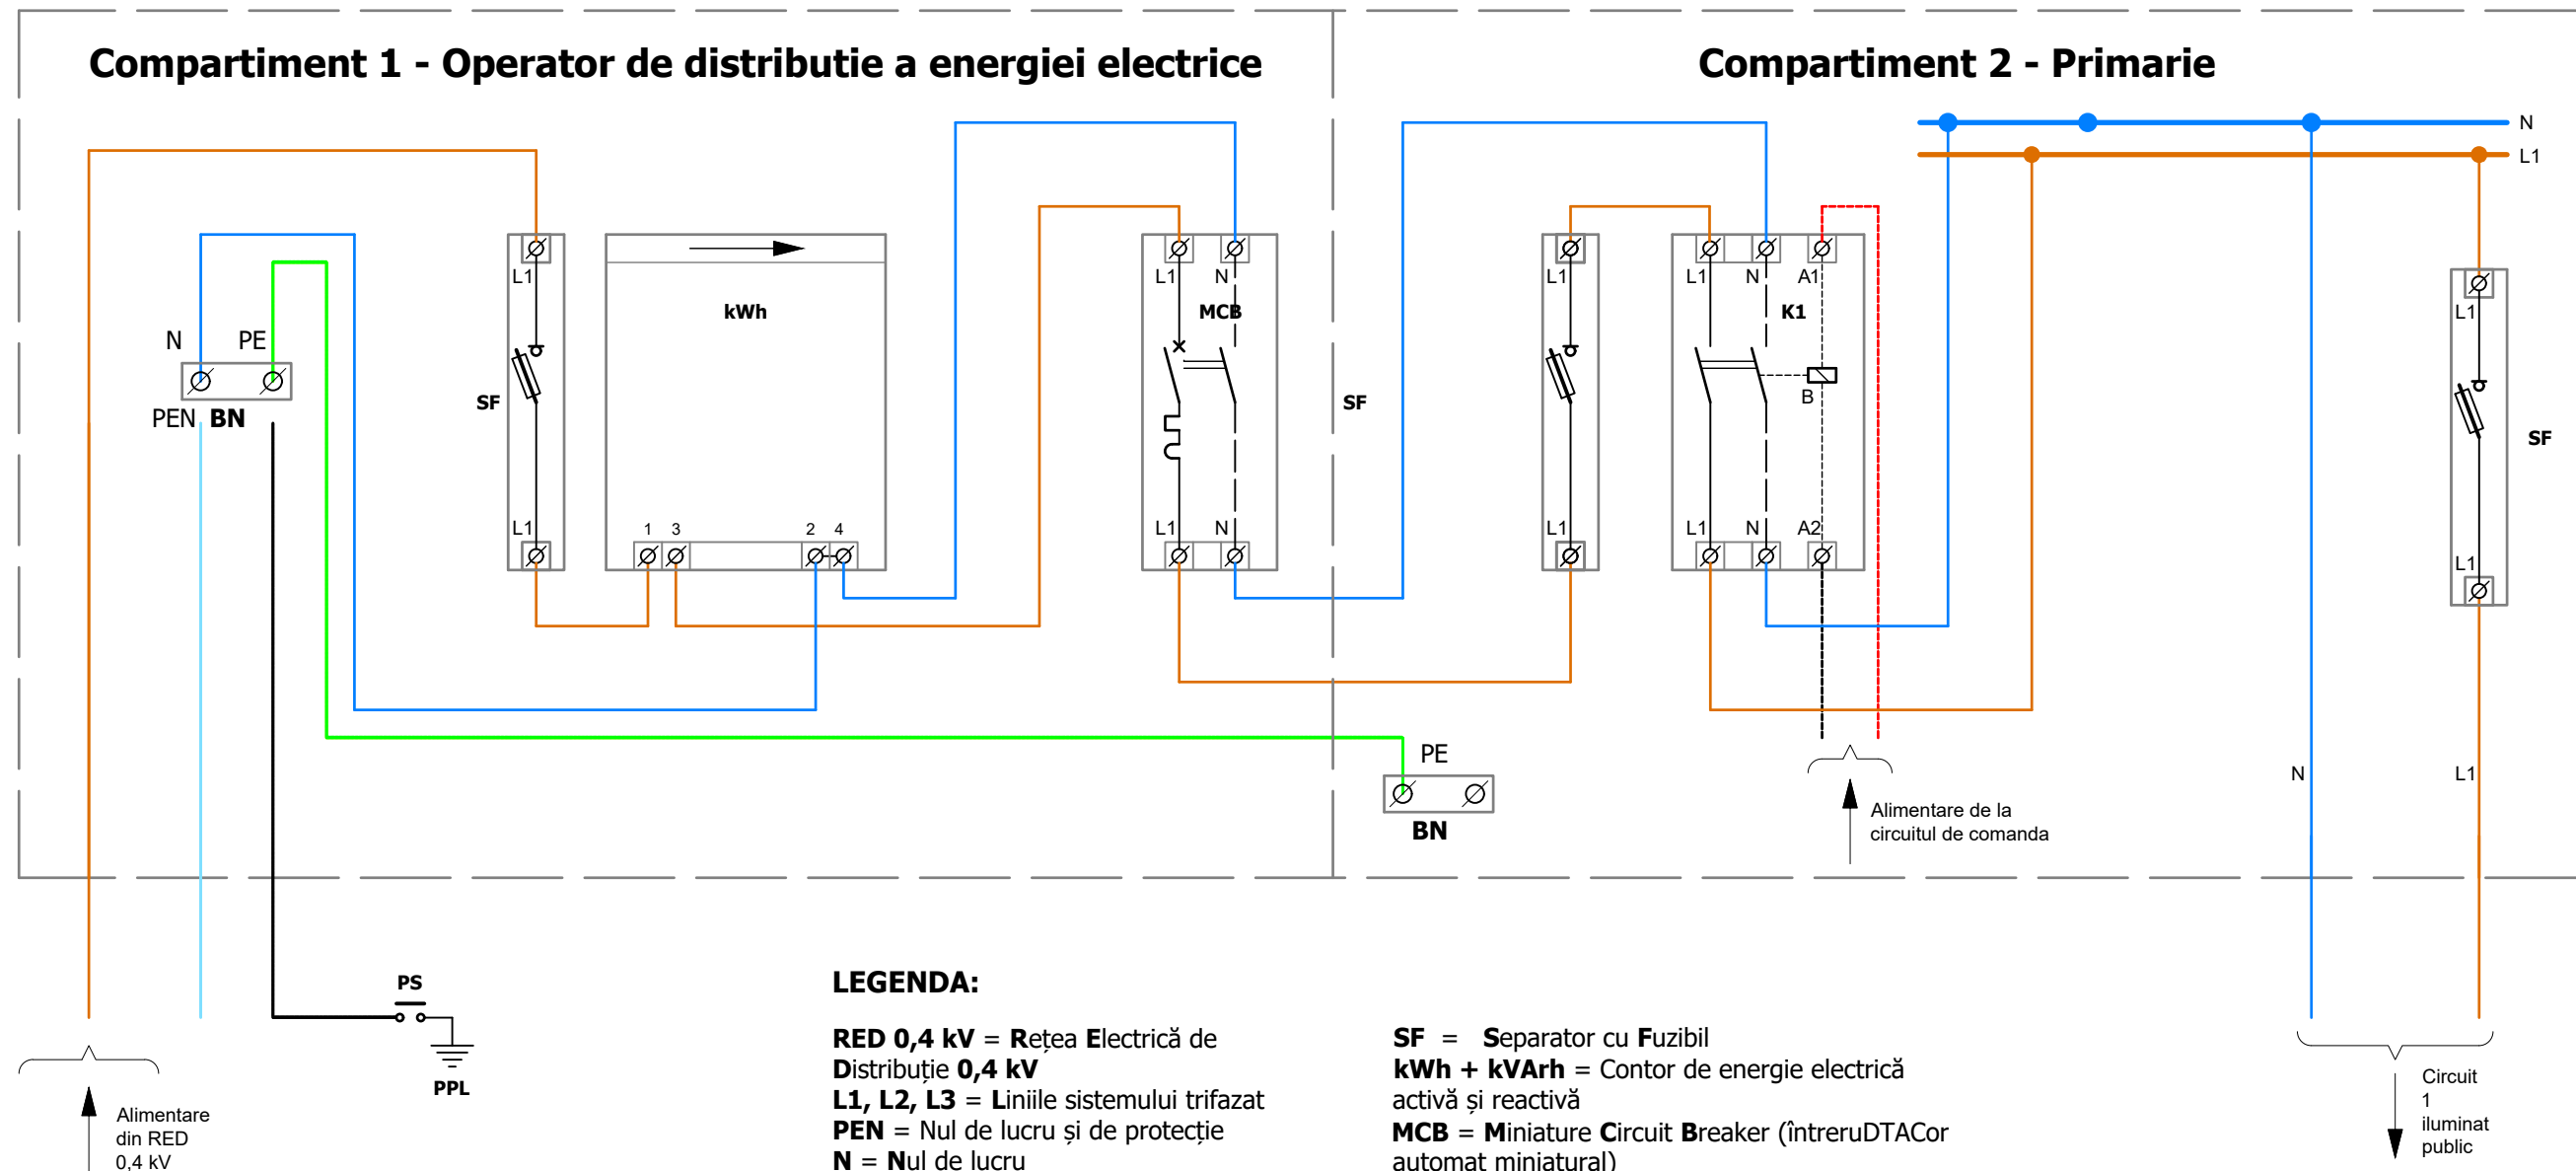 Compartiment 1 - Operator de distributie a energiei electrice
Compartiment 2 - Primarie
N
L1
L1
kWh
L1
N
MCB
L1
L1
N
A1
K1
L1
N
PE
PEN
BN
SF
SF
B
SF
L1
1
3
2
4
L1
N
L1
L1
N
A2
L1
PE
BN
N
L1
Alimentare de la
circuitul de comanda
PS
PPL
Alimentare
din RED
0,4 kV
LEGENDA:
RED 0,4 kV = Rețea Electrică de
Distribuție 0,4 kV
L1, L2, L3 = Liniile sistemului trifazat
PEN = Nul de lucru și de protecție
N = Nul de lucru
SF = Separator cu Fuzibil
kWh + kVArh = Contor de energie electrică
activă și reactivă
MCB = Miniature Circuit Breaker (întreruDTACor
automat miniatural)
Circuit
1
iluminat
public